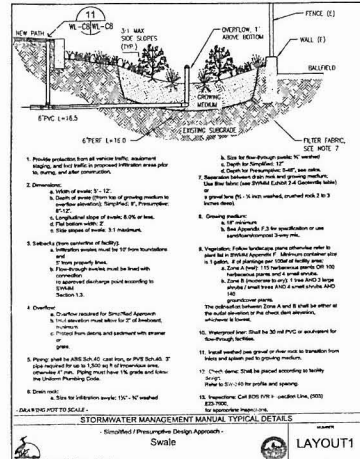 11
WL-C8 WL-C8
NEW PATH
3:1 MAX
SIDE SLOPES
(TYP.)
OVERFLOW, 1'
ABOVE BOTTOM
FENCE (E)
WALL (E)
BALLFIELD
GROWING
MEDIUM
6"PVC L=18.5
6"PERF L=16.0
EXISTING SUBGRADE
FILTER FABRIC,
SEE NOTE 7
1. Provide protection from all vehicle traffic, equipment
staging, and foot traffic in proposed infiltration areas prior
to, during, and after construction.
2. Dimensions:
a. Width of swale: 5' - 12'.
b. Depth of swale (from top of growing medium to
overflow elevation); Simplified: 9", Presumptive:
c. Longitudinal slope of swale: 6.0% or less.
d. Flat bottom width: 2'.
e. Side slopes of swale: 3:1 maximum.
3. Setbacks (from centerline of facility):
a. Infiltration swales must be 10' from foundations
and
5' from property lines.
b. Flow-through swales must be lined with
connection
to approved discharge point according to
SWMM
Section 1.3.
4. Overflow:
a. Overflow required for Simplified Approach
b. Inlet elevation must allow for 2" of freeboard,
minimum.
c. Protect from debris and sediment with strainer
or
grate.
5. Piping: shall be ABS Sch.40, cast iron, or PVC Sch.40. 3"
pipe required for up to 1,500 sq ft of impervious area,
otherwise 4" min. Piping must have 1% grade and follow
the Uniform Plumbing Code.
6. Drain rock:
a. Size for infiltration swale: 1½" - ¾" washed
b. Size for flow-through swale: ¾" washed
c. Depth for Simplified: 12"
d. Depth for Presumptive: 0-48", see calcs.
7. Separation between drain rock and growing medium:
Use filter fabric (see SWMM Exhibit 2-4 Geotextile table)
or
a gravel lens (¾ - ¼ inch washed, crushed rock 2 to 3
inches deep).
8. Growing medium:
a. 18" minimum
b. See Appendix F.3 for specification or use
sand/loam/compost 3-way mix.
9. Vegetation: Follow landscape plans otherwise refer to
plant list in SWMM Appendix F. Minimum container size
is 1 gallon. # of plantings per 100sf of facility area:
a. Zone A (wet): 115 herbaceous plants OR 100
herbaceous plants and 4 small shrubs
b. Zone B (moderate to dry): 1 tree AND 3 large
shrubs / small trees AND 4 small shrubs AND
140
groundcover plants.
The delineation between Zone A and B shall be either at
the outlet elevation or the check dam elevation,
whichever is lowest.
10. Waterproof liner: Shall be 30 mil PVC or equivalent for
flow-through facilities.
11. Install washed pea gravel or river rock to transition from
inlets and splash pad to growing medium.
12. Check dams: Shall be placed according to facility
design.
Refer to SW-340 for profile and spacing.
13. Inspections: Call BDS IVR Inspection Line, (503)
823-7000,
for appropriate inspections.
- DRAWING NOT TO SCALE -
STORMWATER MANAGEMENT MANUAL TYPICAL DETAILS
- Simplified / Presumptive Design Approach -
Swale
NUMBER
LAYOUT1